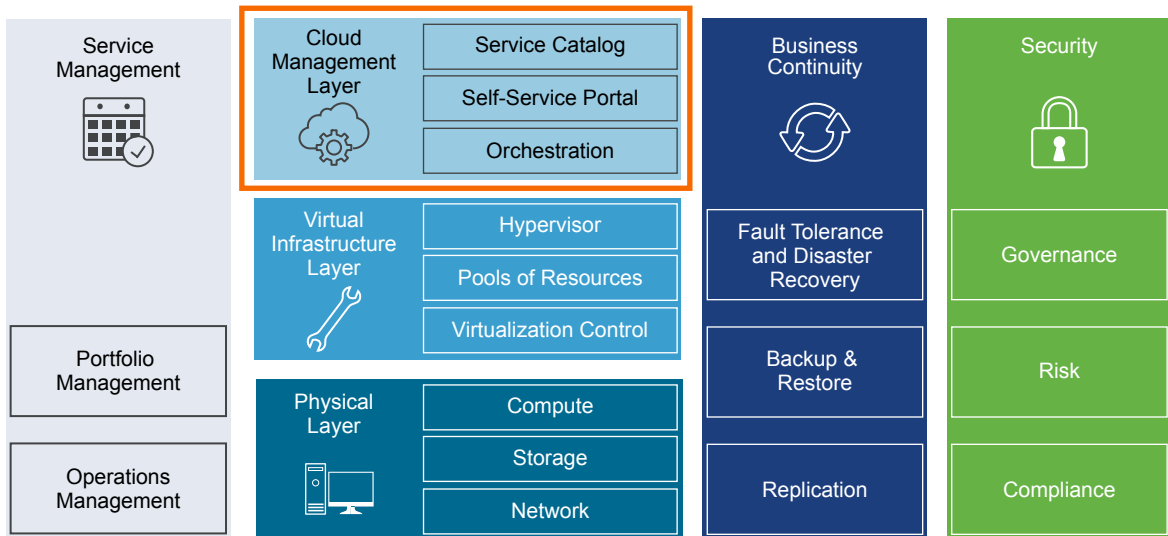 Service
Management
Portfolio
Management
Operations
Management
Cloud
Management
Layer
Service Catalog
Self-Service Portal
Orchestration
Virtual
Infrastructure
Layer
Hypervisor
Pools of Resources
Virtualization Control
Physical
Layer
Compute
Storage
Network
Business
Continuity
Fault Tolerance
and Disaster
Recovery
Backup &
Restore
Replication
Security
Governance
Risk
Compliance